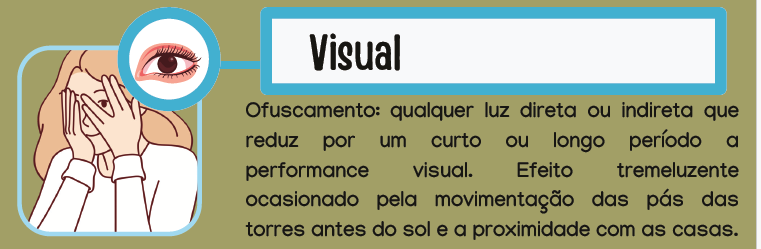 Visual
Ofuscamento: qualquer luz direta ou indireta que
reduz por um curto ou longo período a
performance visual. Efeito tremeluzente
ocasionado pela movimentação das pás das
torres antes do sol e a proximidade com as casas.